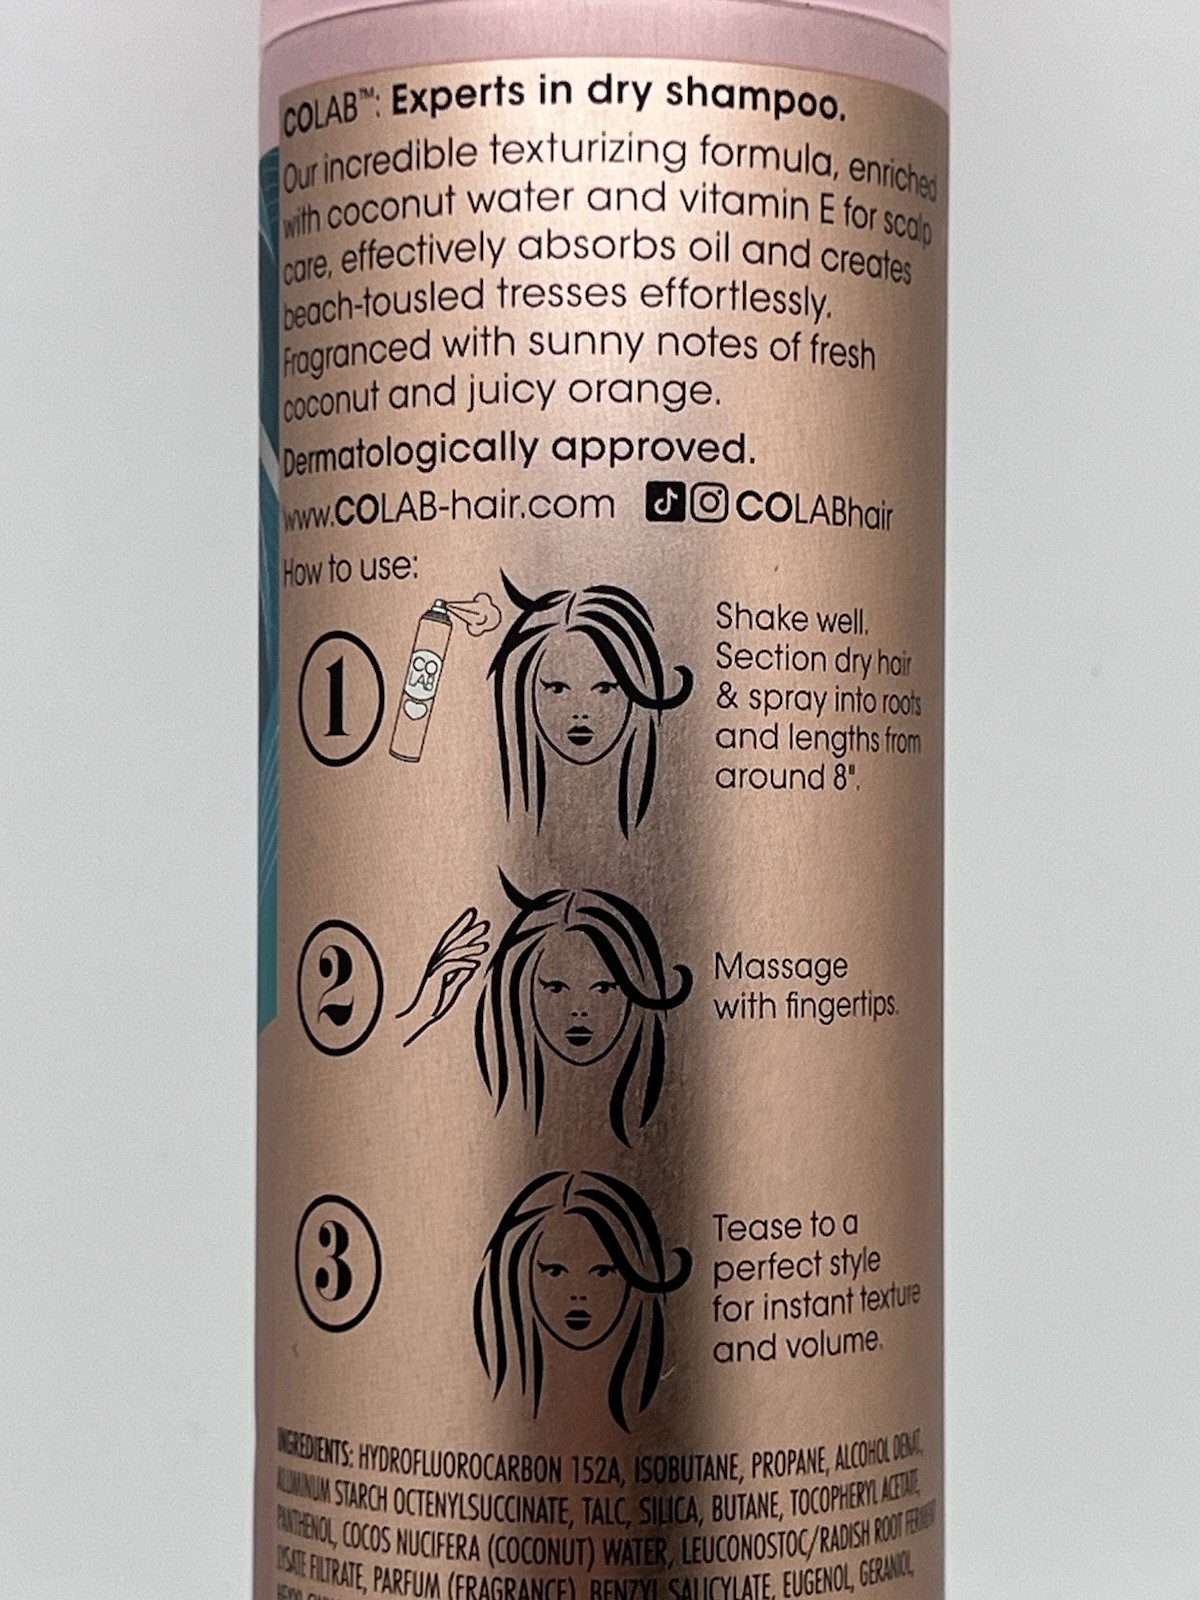 COLAB™: Experts in dry shampoo.
Our incredible texturizing formula, enriched
with coconut water and vitamin E for scalp
care, effectively absorbs oil and creates
beach-tousled tresses effortlessly.
Fragranced with sunny notes of fresh
coconut and juicy orange.
Dermatologically approved.
www.COLAB-hair.com COLABhair
How to use:
1
CO
LAB
Shake well.
Section dry hair
& spray into roots
and lengths from
around 8".
2
Massage
with fingertips.
3
Tease to a
perfect style
for instant texture
and volume.
INGREDIENTS: HYDROFLUOROCARBON 152A, ISOBUTANE, PROPANE, ALCOHOL DENAT,
ALUMINUM STARCH OCTENYLSUCCINATE, TALC, SILICA, BUTANE, TOCOPHERYL ACETATE,
PANTHENOL, COCOS NUCIFERA (COCONUT) WATER, LEUCONOSTOC/RADISH ROOT FERMENT
LYSATE FILTRATE, PARFUM (FRAGRANCE), BENZYL SALICYLATE, EUGENOL, GERANIOL,